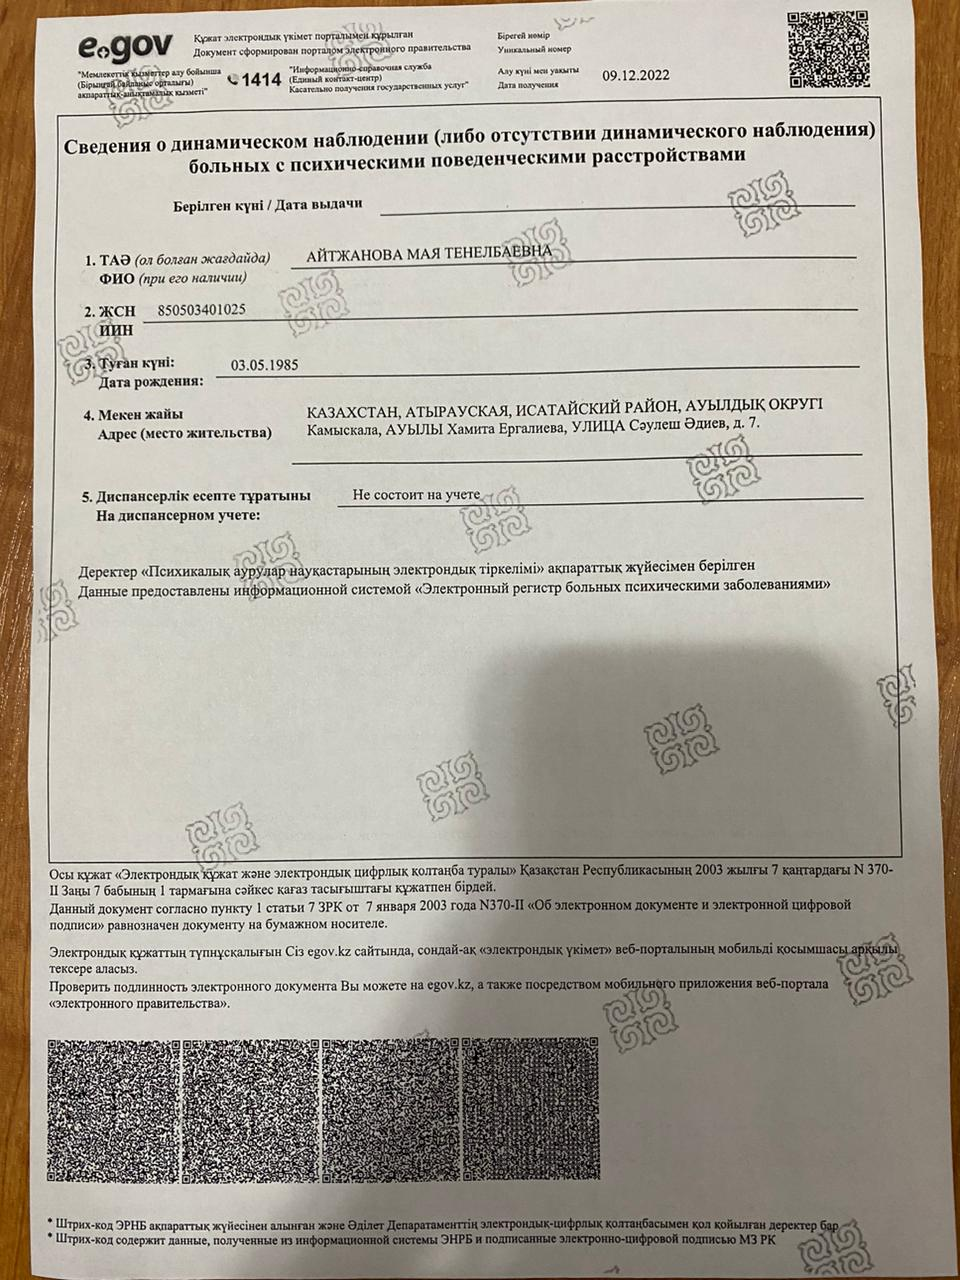 egov
Құжат электрондық үкімет порталымен құрылған
Документ сформирован порталом электронного правительства
"Мемлекеттік қызметтер алу бойынша
(Бірыңғай байланыс орталығы)
ақпараттық-анықтамалық қызметі"
1414
"Информационно-справочная служба
(Единый контакт-центр)
Касательно получения государственных услуг"
Бірегей нөмір
Уникальный номер
Алу күні мен уақыты
Дата получения
09.12.2022
Сведения о динамическом наблюдении (либо отсутствии динамического наблюдения)
больных с психическими поведенческими расстройствами
Берілген күні / Дата выдачи
1. ТАӘ (ол болған жағдайда)
ФИО (при его наличии)
АЙТЖАНОВА МАЯ ТЕНЕЛБАЕВНА
2. ЖСН
ИИН
850503401025
3. Туған күні:
Дата рождения:
03.05.1985
4. Мекен жайы
Адрес (место жительства)
КАЗАХСТАН, АТЫРАУСКАЯ, ИСАТАЙСКИЙ РАЙОН, АУЫЛДЫҚ ОКРУГІ
Камыскала, АУЫЛЫ Хамита Ергалиева, УЛИЦА Сәулеш Әдиев, д. 7.
5. Диспансерлік есепте тұратыны
На диспансерном учете:
Не состоит на учете
Деректер «Психикалық аурулар науқастарының электрондық тіркелімі» ақпараттық жүйесімен берілген
Данные предоставлены информационной системой «Электронный регистр больных психическими заболеваниями»
Осы құжат «Электрондық құжат және электрондық цифрлық қолтаңба туралы» Қазақстан Республикасының 2003 жылғы 7 қаңтардағы N 370-
II Заңы 7 бабының 1 тармағына сәйкес қағаз тасығыштағы құжатпен бірдей.
Данный документ согласно пункту 1 статьи 7 ЗРК от 7 января 2003 года N370-II «Об электронном документе и электронной цифровой
подписи» равнозначен документу на бумажном носителе.
Электрондық құжаттың түпнұсқалығын Сіз egov.kz сайтында, сондай-ақ «электрондық үкімет» веб-порталының мобильді қосымшасы арқылы
тексере аласыз.
Проверить подлинность электронного документа Вы можете на egov.kz, а также посредством мобильного приложения веб-портала
«электронного правительства».
* Штрих-код ЭРНБ ақпараттық жүйесінен алынған және Әділет Депараtаменттің электрондық-цифрлық қолтаңбасымен қол қойылған деректер бар
* Штрих-код содержит данные, полученные из информационной системы ЭНРБ и подписанные электронно-цифровой подписью МЗ РК